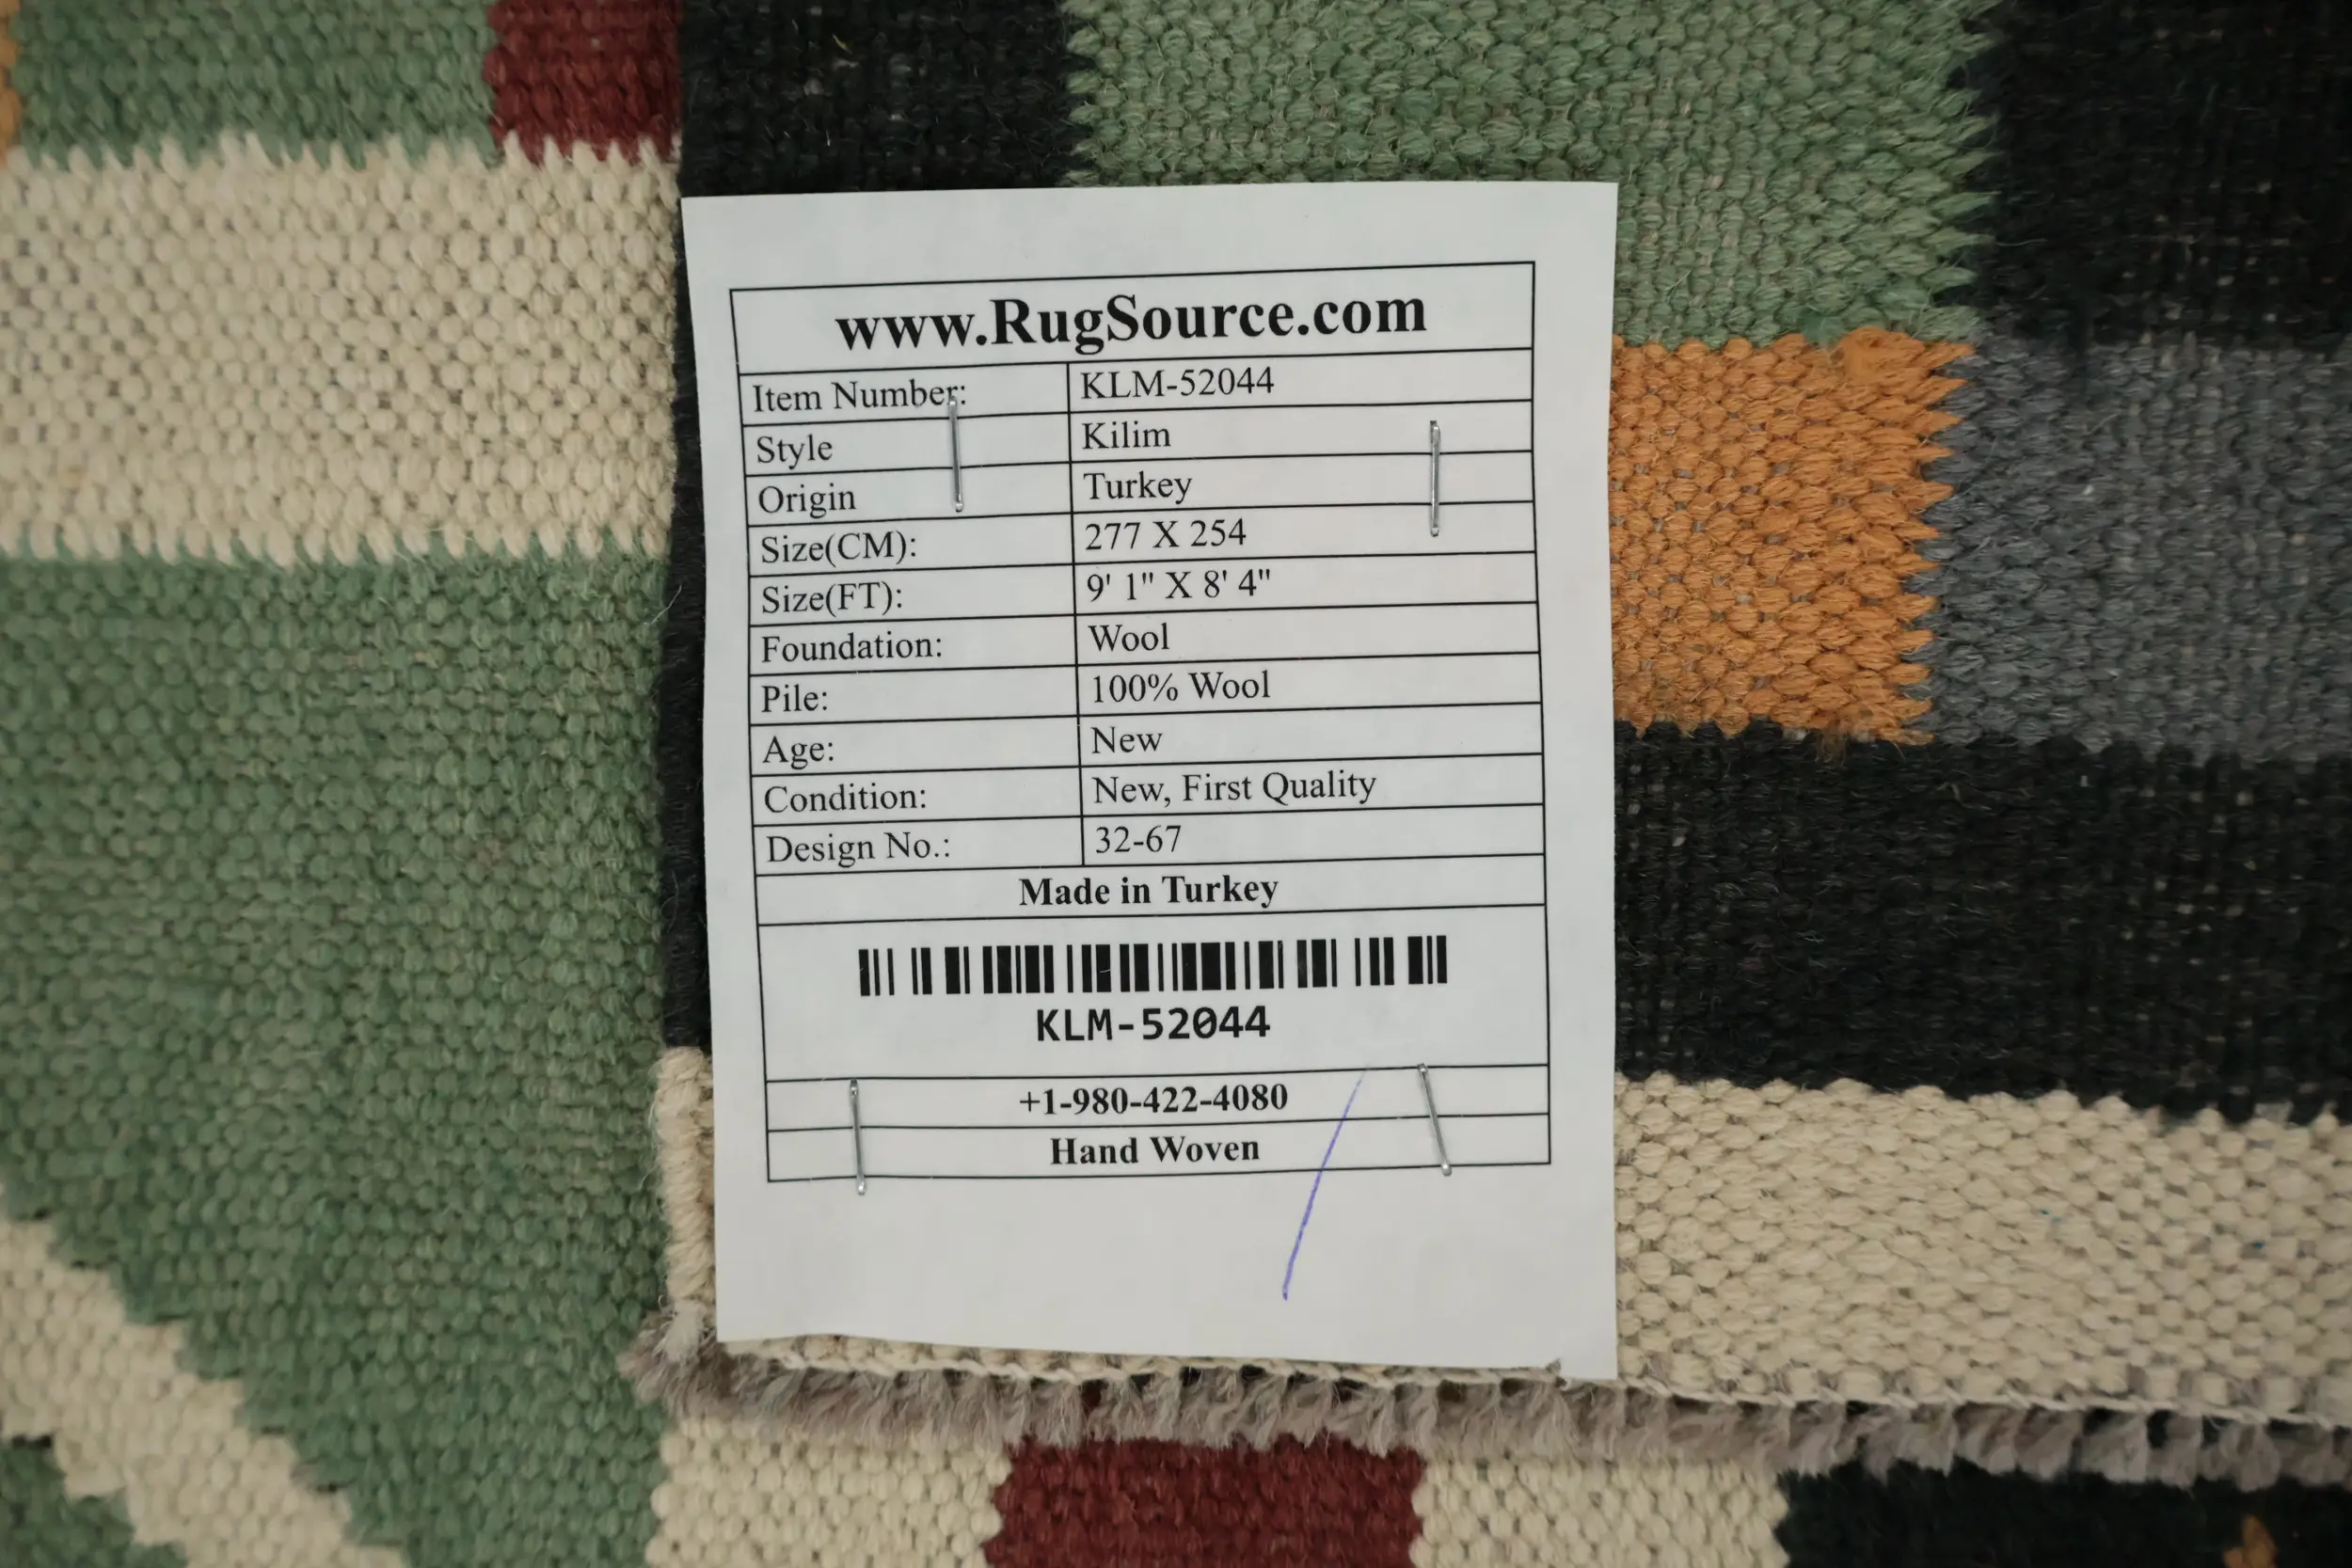 www.RugSource.com
Item Number: KLM-52044
Style Kilim
Origin Turkey
Size(CM): 277 X 254
Size(FT): 9' 1" X 8' 4"
Foundation: Wool
Pile: 100% Wool
Age: New
Condition: New, First Quality
Design No.: 32-67
Made in Turkey
KLM-52044
+1-980-422-4080
Hand Woven